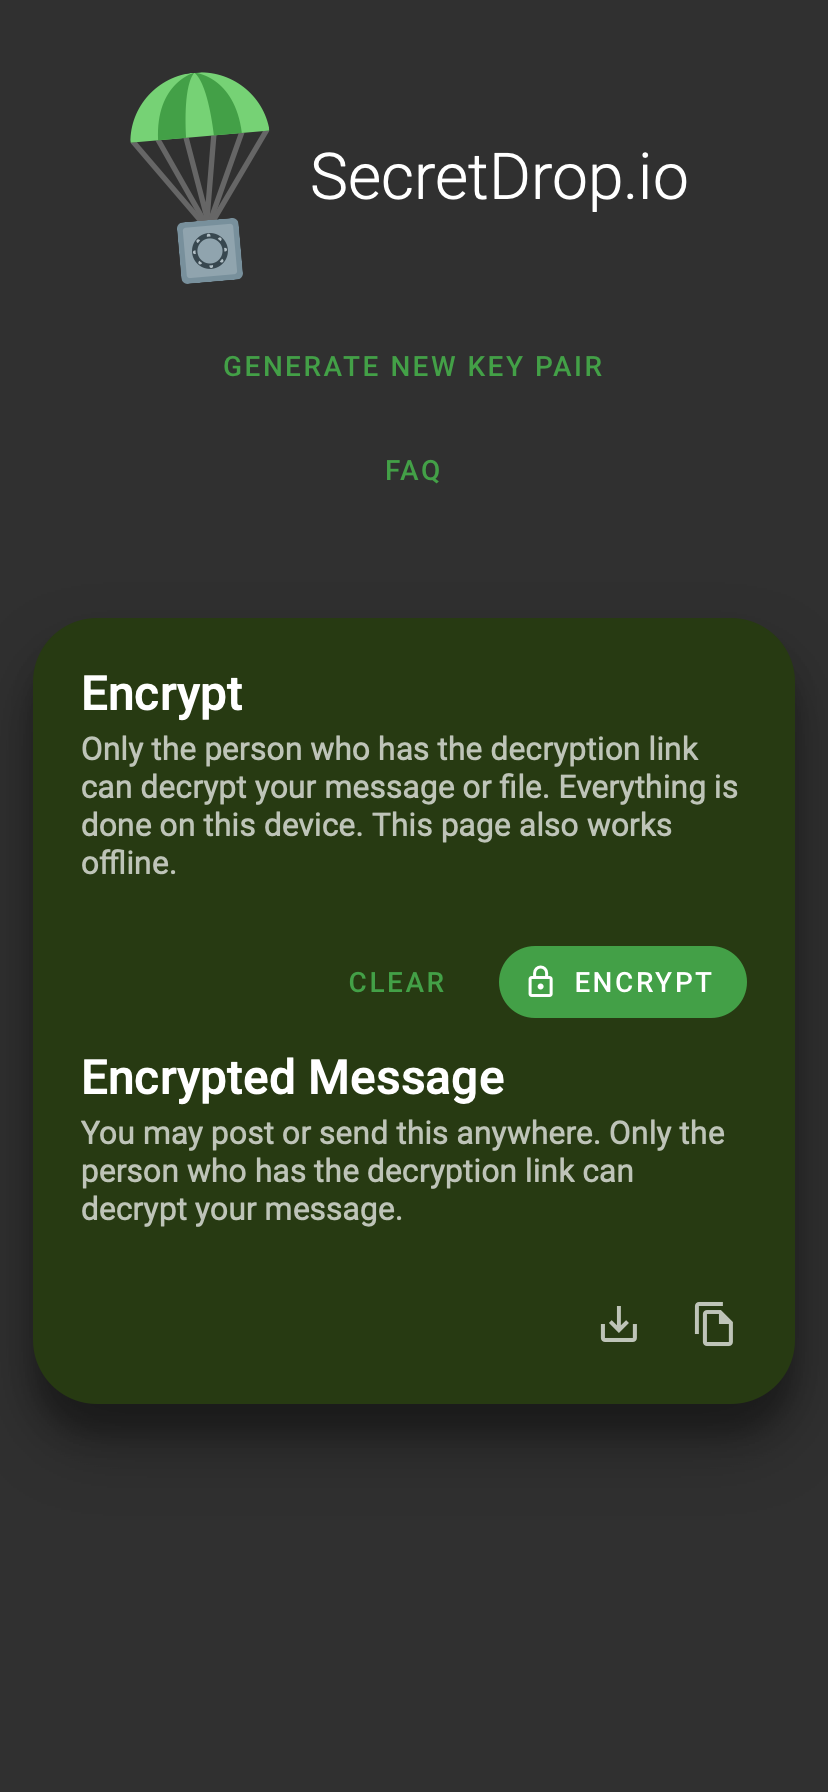 SecretDrop.io
GENERATE NEW KEY PAIR
FAQ
Encrypt
Only the person who has the decryption link
can decrypt your message or file. Everything is
done on this device. This page also works
offline.
CLEAR
ENCRYPT
Encrypted Message
You may post or send this anywhere. Only the
person who has the decryption link can
decrypt your message.